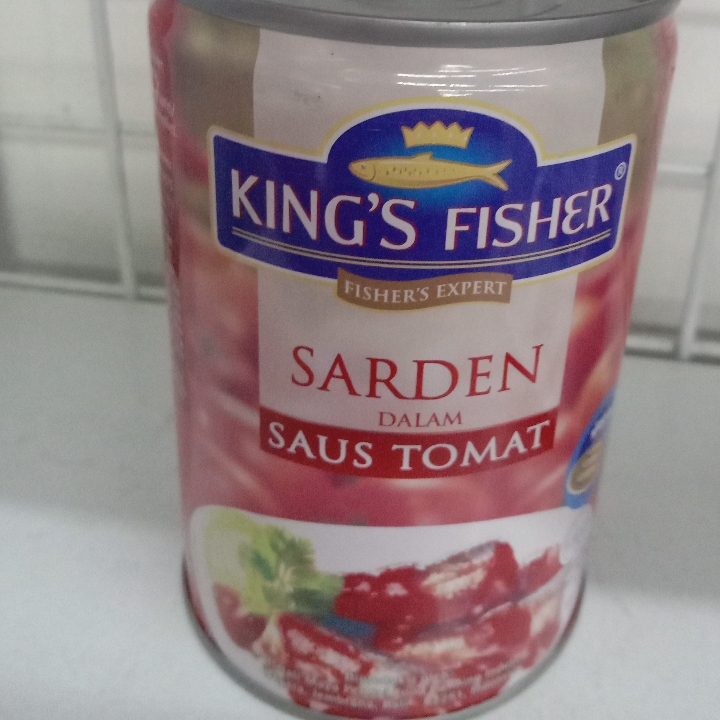 KING'S FISHER®
FISHER'S EXPERT
SARDEN
DALAM
SAUS TOMAT